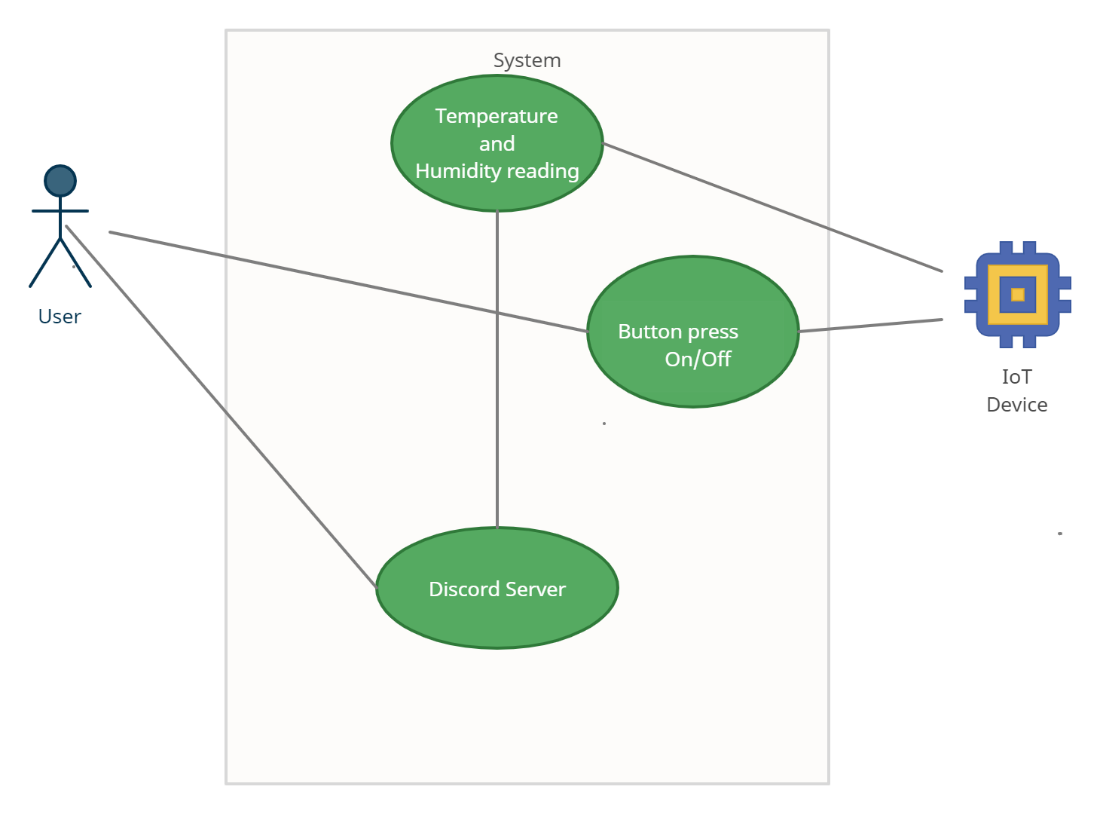 System
Temperature
and
Humidity reading
User
Button press
On/Off
IoT
Device
Discord Server